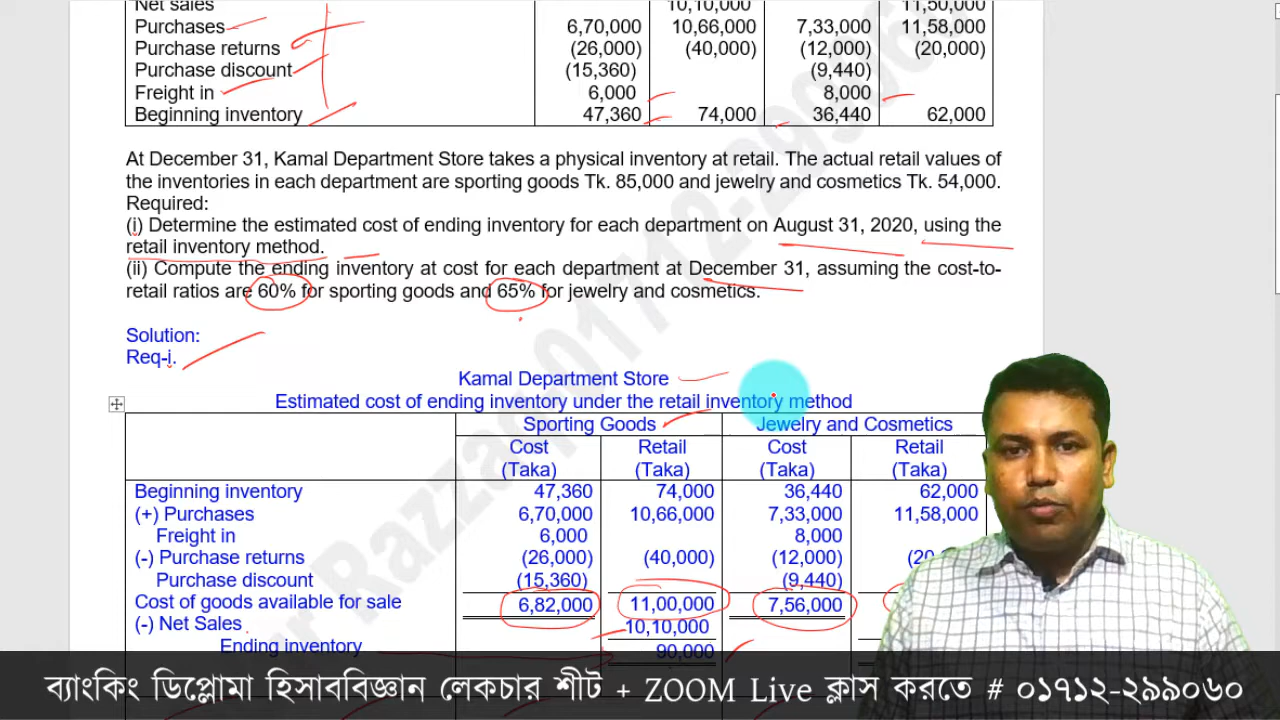 Net sales 10,10,000 11,50,000
Purchases 6,70,000 10,66,000 7,33,000 11,58,000
Purchase returns (26,000) (40,000) (12,000) (20,000)
Purchase discount (15,360) (9,440)
Freight in 6,000 8,000
Beginning inventory 47,360 74,000 36,440 62,000
At December 31, Kamal Department Store takes a physical inventory at retail. The actual retail values of
the inventories in each department are sporting goods Tk. 85,000 and jewelry and cosmetics Tk. 54,000.
Required:
(i) Determine the estimated cost of ending inventory for each department on August 31, 2020, using the
retail inventory method.
(ii) Compute the ending inventory at cost for each department at December 31, assuming the cost-to-
retail ratios are 60% for sporting goods and 65% for jewelry and cosmetics.
Solution:
Req-i.
Kamal Department Store
Estimated cost of ending inventory under the retail inventory method
Sporting Goods Jewelry and Cosmetics
Cost Retail Cost Retail
(Taka) (Taka) (Taka) (Taka)
Beginning inventory 47,360 74,000 36,440 62,000
(+) Purchases 6,70,000 10,66,000 7,33,000 11,58,000
Freight in 6,000 8,000
(-) Purchase returns (26,000) (40,000) (12,000)
Purchase discount (15,360) (9,440)
Cost of goods available for sale 6,82,000 11,00,000 7,56,000
(-) Net Sales 10,10,000
Ending inventory 90,000
ব্যাংকিং ডিপ্লোমা হিসাববিজ্ঞান লেকচার শীট + ZOOM Live ক্লাস করতে # ০১৭১২-২৯৯০৬০